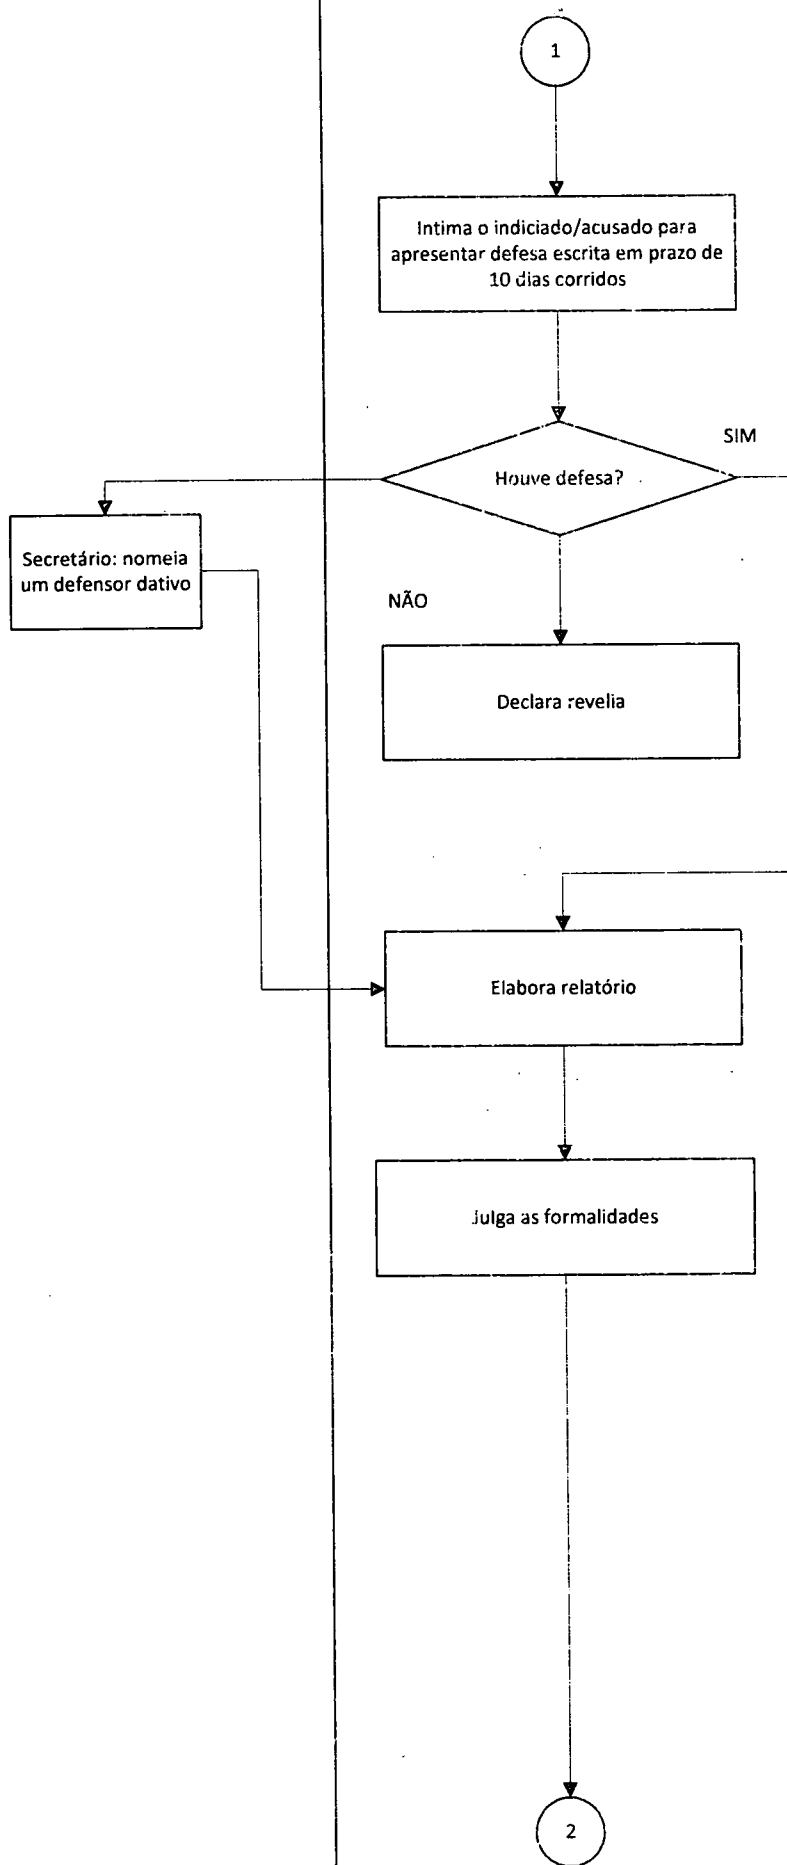 1
Intima o indiciado/acusado para
apresentar defesa escrita em prazo de
10 dias corridos
SIM
Houve defesa?
Secretário: nomeia
um defensor dativo
NÃO
Declara revelia
Elabora relatório
Julga as formalidades
2